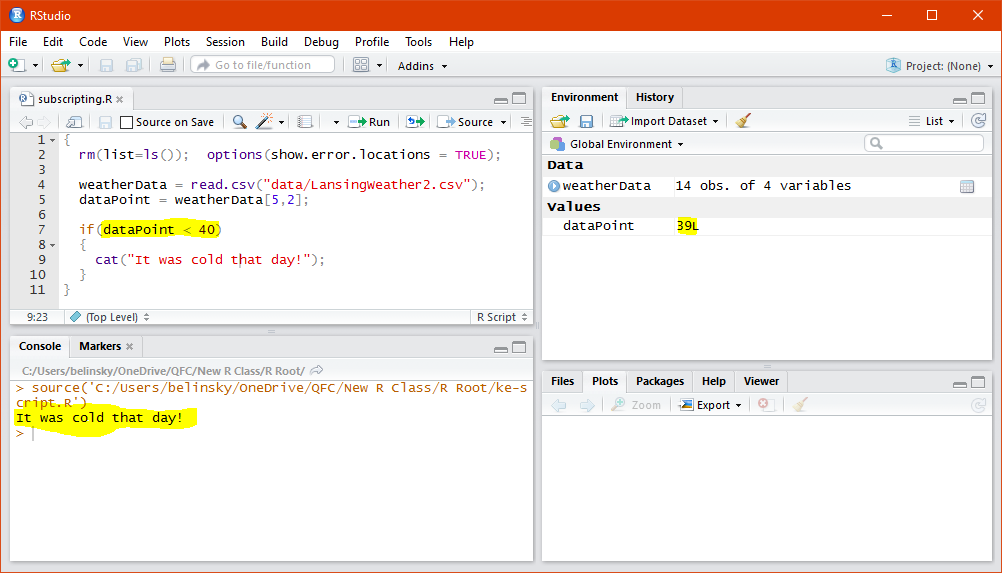 RStudio
File Edit Code View Plots Session Build Debug Profile Tools Help
Go to file/function Addins Project: (None)
subscripting.R
Source on Save Run Source
1 {
2 rm(list=ls()); options(show.error.locations = TRUE);
3
4 weatherData = read.csv("data/LansingWeather2.csv");
5 dataPoint = weatherData[5,2];
6
7 if(dataPoint < 40)
8 {
9 cat("It was cold that day!");
10 }
11 }
9:23 (Top Level) R Script
Console Markers
C:/Users/belinsky/OneDrive/QFC/New R Class/R Root/
> source('C:/Users/belinsky/OneDrive/QFC/New R Class/R Root/ke-s
cript.R')
It was cold that day!
>
Environment History
Import Dataset List
Global Environment
Data
weatherData 14 obs. of 4 variables
Values
dataPoint 39L
Files Plots Packages Help Viewer
Zoom Export